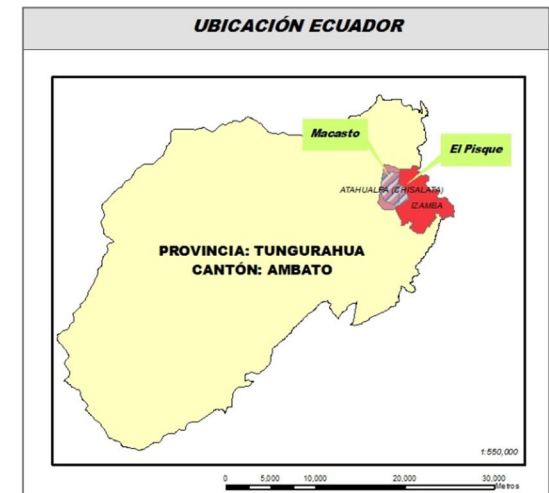 UBICACIÓN ECUADOR
Macasto
El Pisque
ATAHUALPA (CHISALATA)
IZAMBA
PROVINCIA: TUNGURAHUA
CANTÓN: AMBATO
1:550,000
0 5,000 10,000 20,000 30,000
Metros